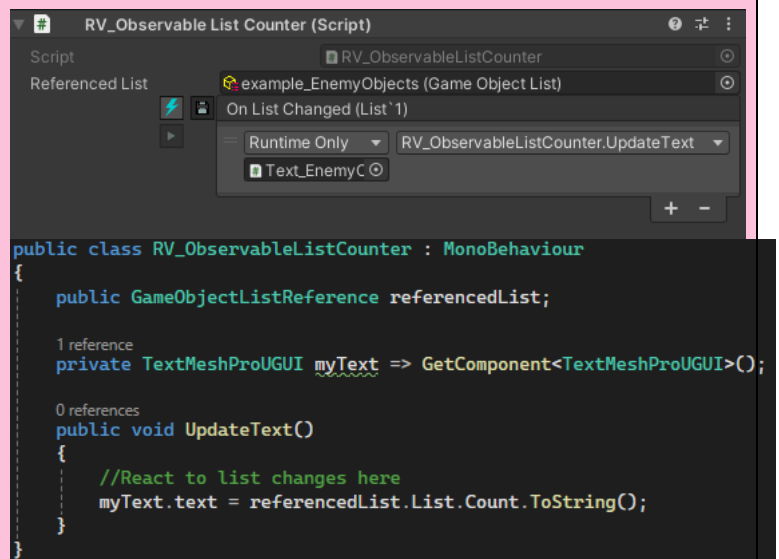 RV_Observable List Counter (Script)
Script RV_ObservableListCounter
Referenced List example_EnemyObjects (Game Object List)
On List Changed (List`1)
Runtime Only RV_ObservableListCounter.UpdateText
Text_EnemyC
public class RV_ObservableListCounter : MonoBehaviour
{
public GameObjectListReference referencedList;
1 reference
private TextMeshProUGUI myText => GetComponent<TextMeshProUGUI>();
0 references
public void UpdateText()
{
//React to list changes here
myText.text = referencedList.List.Count.ToString();
}
}